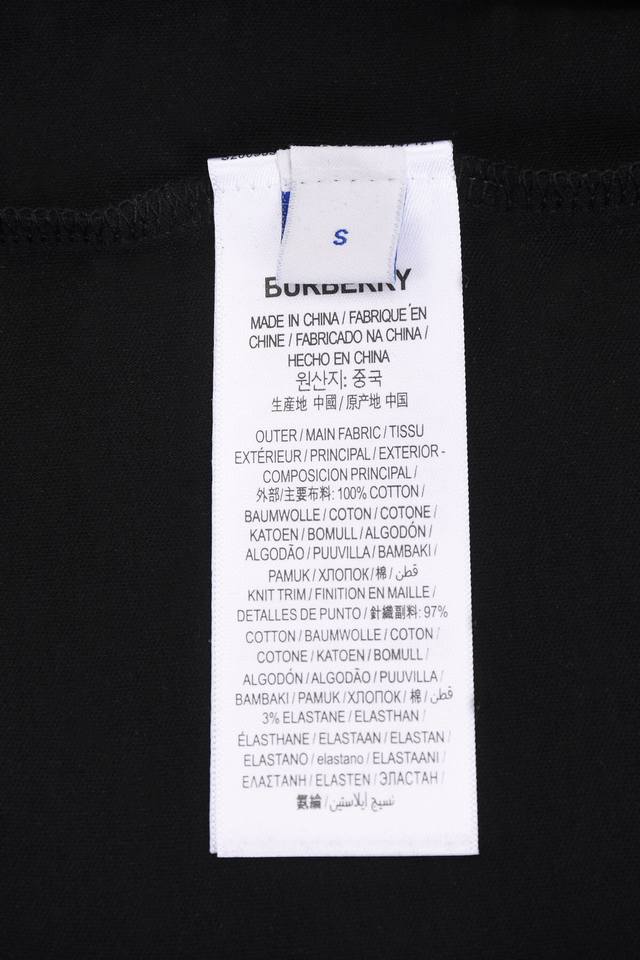 S
BURBERRY
MADE IN CHINA / FABRIQUE EN
CHINE / FABRICADO NA CHINA /
HECHO EN CHINA
원산지: 중국
生産地 中國 / 原产地 中国
OUTER / MAIN FABRIC / TISSU
EXTÉRIEUR / PRINCIPAL / EXTERIOR -
COMPOSICION PRINCIPAL /
外部/主要布料: 100% COTTON /
BAUMWOLLE / COTON / COTONE /
KATOEN / BOMULL / ALGODÓN /
ALGODÃO / PUUVILLA / BAMBAKI /
PAMUK / ХЛОПОК / 棉 / قطن
KNIT TRIM / FINITION EN MAILLE /
DETALLES DE PUNTO / 針織副料: 97%
COTTON / BAUMWOLLE / COTON /
COTONE / KATOEN / BOMULL /
ALGODÓN / ALGODÃO / PUUVILLA /
BAMBAKI / PAMUK / ХЛОПОК / 棉 / قطن
3% ELASTANE / ELASTHAN /
ÉLASTHANE / ELASTAAN / ELASTAN /
ELASTANO / elastano / ELASTAANI /
ΕΛΑΣΤΑΝΗ / ELASTEN / ЭЛАСТАН /
氨綸 / نسيج إيلاستين